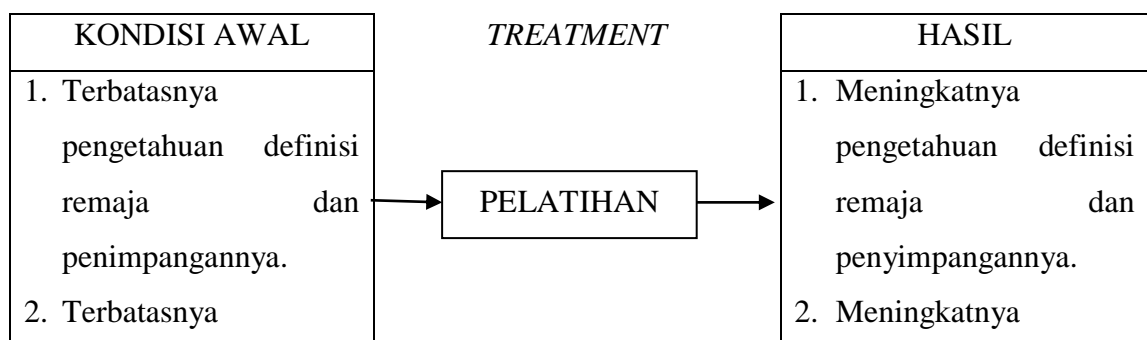 KONDISI AWAL
1. Terbatasnya
pengetahuan definisi
remaja dan
penimpangannya.
2. Terbatasnya
TREATMENT
PELATIHAN
HASIL
1. Meningkatnya
pengetahuan definisi
remaja dan
penyimpangannya.
2. Meningkatnya